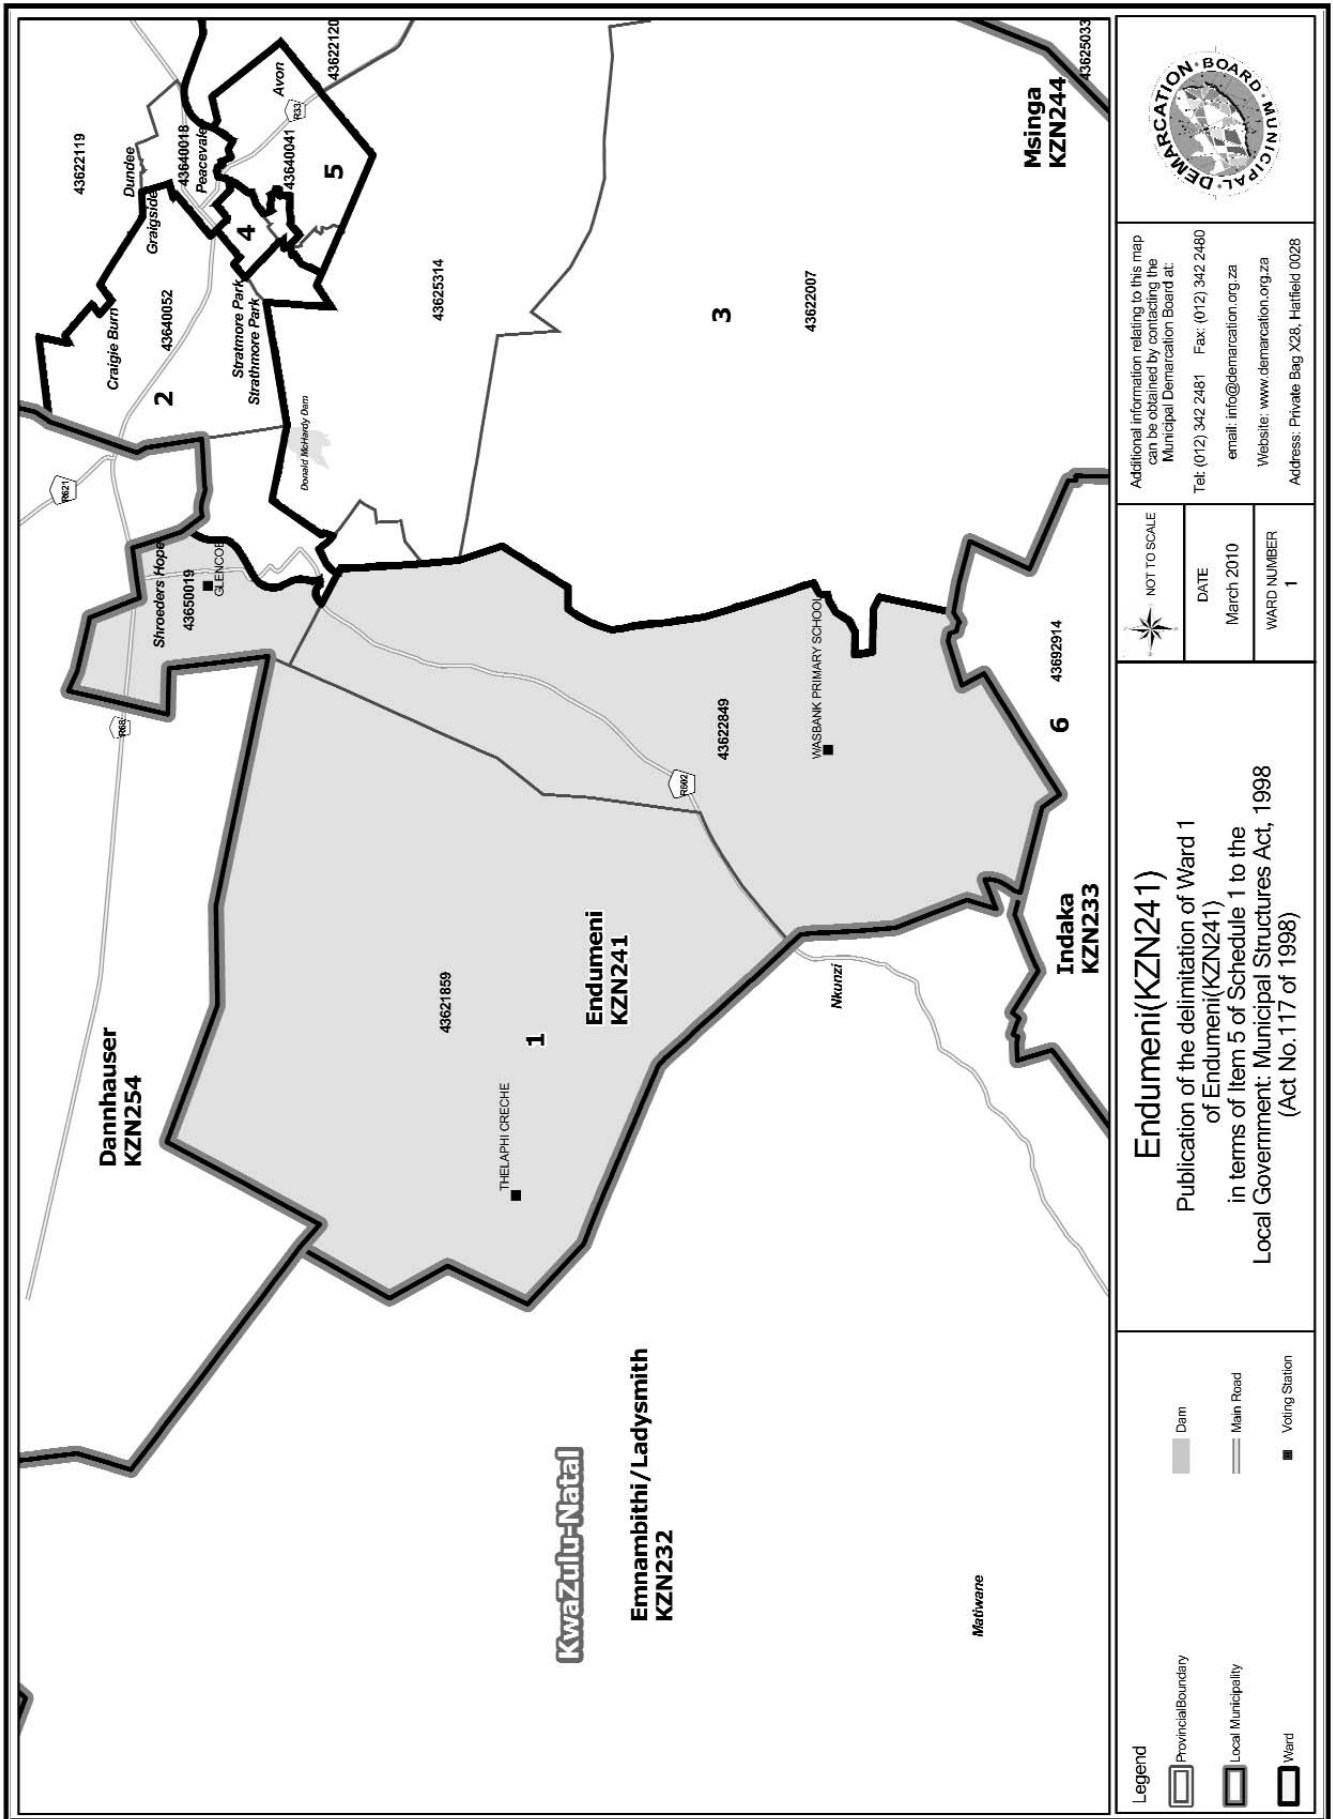 Dannhauser
KZN254
43622119
Dundee
Graigside
43640018
Peacevale
43622120
Avon
R33
43640041
5
4
Craigie Burn
43640052
2
Stratmore Park
Strathmore Park
R621
Donald McHardy Dam
Shroeders Hope
43650019
GLENCOE
R68
43625314
3
43622007
43625033
Msinga
KZN244
43621859
1
Endumeni
KZN241
THELAPHI CRECHE
R602
43622849
WASBANK PRIMARY SCHOOL
43692914
6
Indaka
KZN233
Nkunzi
KwaZulu-Natal
Emnambithi/Ladysmith
KZN232
Matiwane
Legend
ProvincialBoundary
Local Municipality
Ward
Dam
Main Road
Voting Station
Endumeni(KZN241)
Publication of the delimitation of Ward 1
of Endumeni(KZN241)
in terms of Item 5 of Schedule 1 to the
Local Government: Municipal Structures Act, 1998
(Act No.117 of 1998)
NOT TO SCALE
DATE
March 2010
WARD NUMBER
1
Additional information relating to this map
can be obtained by contacting the
Municipal Demarcation Board at:
Tel: (012) 342 2481 Fax: (012) 342 2480
email: info@demarcation.org.za
Website: www.demarcation.org.za
Address: Private Bag X28, Hatfield 0028
MUNICIPAL DEMARCATION BOARD